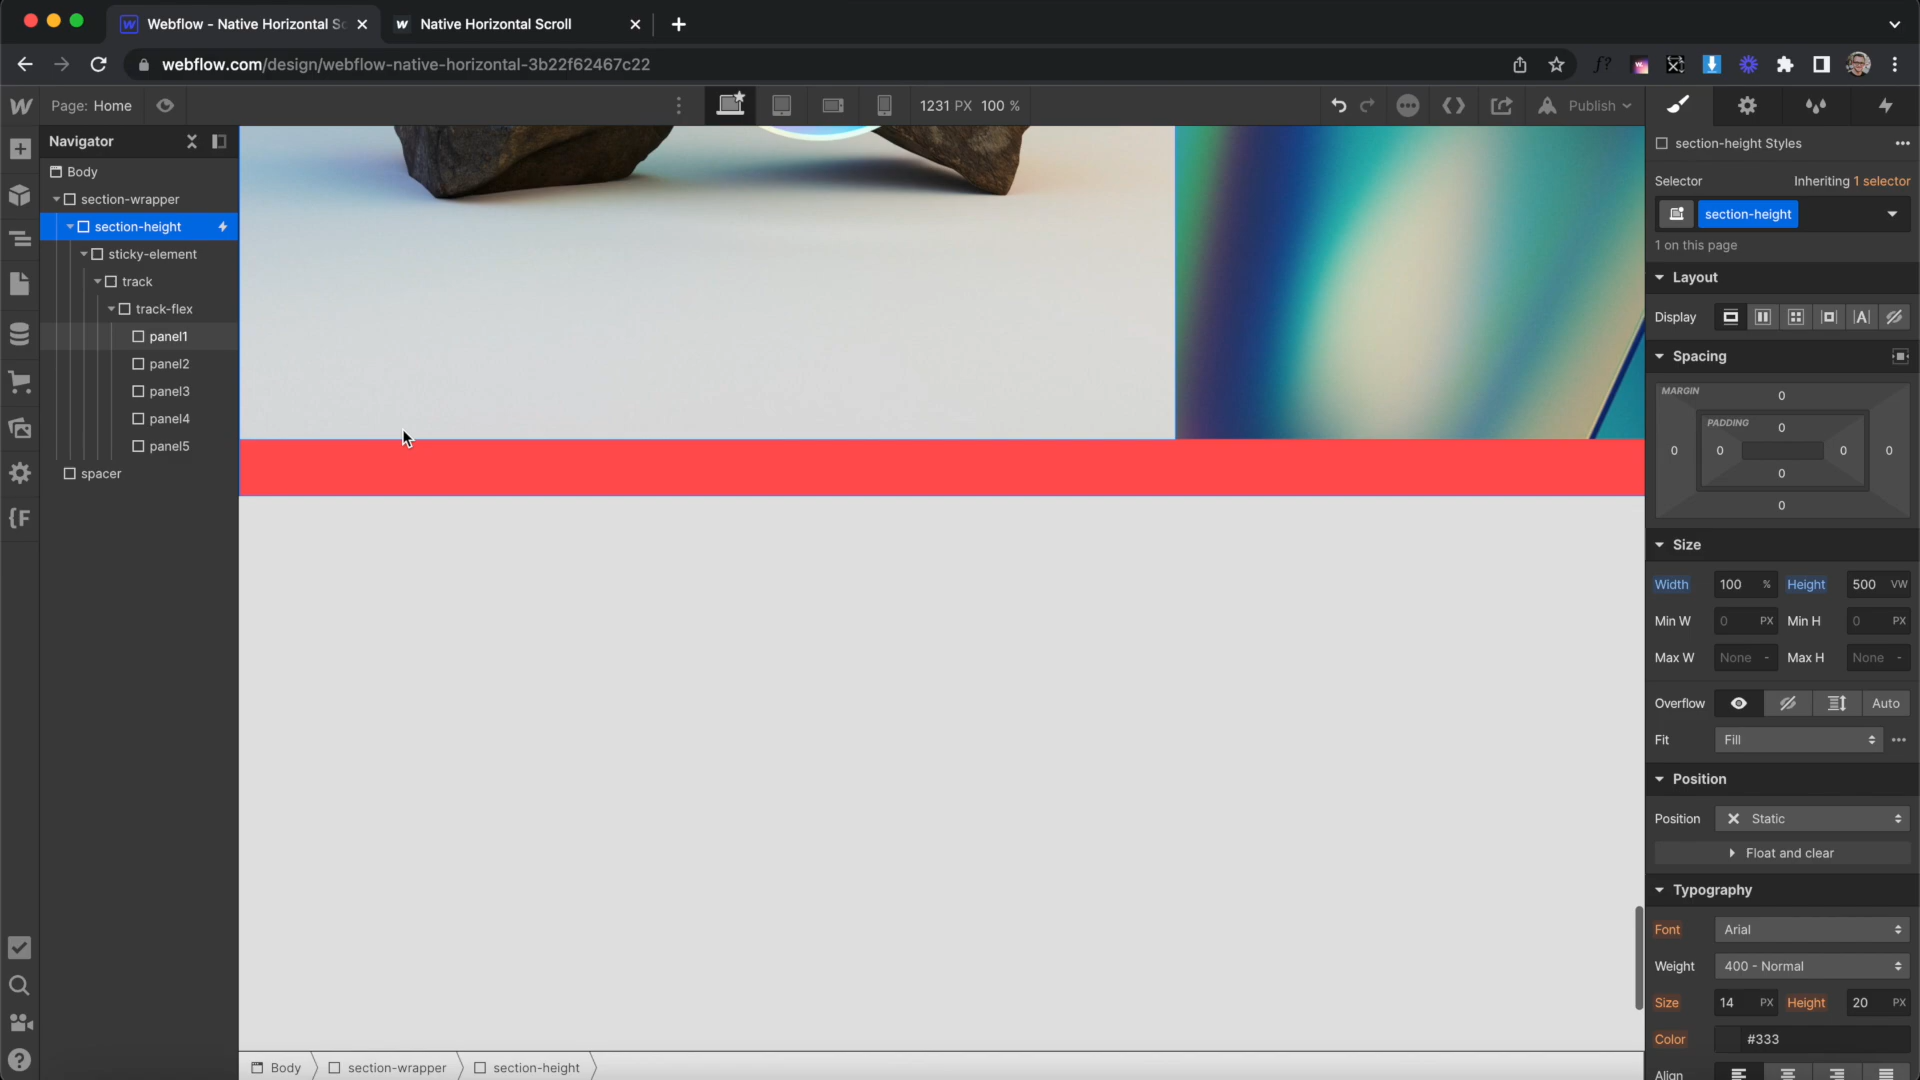 Webflow - Native Horizontal Sc
Native Horizontal Scroll
webflow.com/design/webflow-native-horizontal-3b22f62467c22
Page: Home
1231 PX 100 %
Publish
Navigator
Body
section-wrapper
section-height
sticky-element
track
track-flex
panel1
panel2
panel3
panel4
panel5
spacer
section-height Styles
Selector
Inheriting 1 selector
section-height
1 on this page
Layout
Display
Spacing
MARGIN
0
PADDING
0
0 0 0 0
0
0
Size
Width 100 % Height 500 VW
Min W 0 PX Min H 0 PX
Max W None - Max H None -
Overflow Auto
Fit Fill
Position
Position Static
Float and clear
Typography
Font Arial
Weight 400 - Normal
Size 14 PX Height 20 PX
Color #333
Align
Body section-wrapper section-height